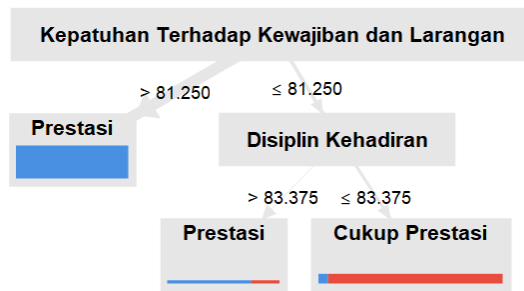 Kepatuhan Terhadap Kewajiban dan Larangan
> 81.250 ≤ 81.250
Prestasi
Disiplin Kehadiran
> 83.375 ≤ 83.375
Prestasi Cukup Prestasi